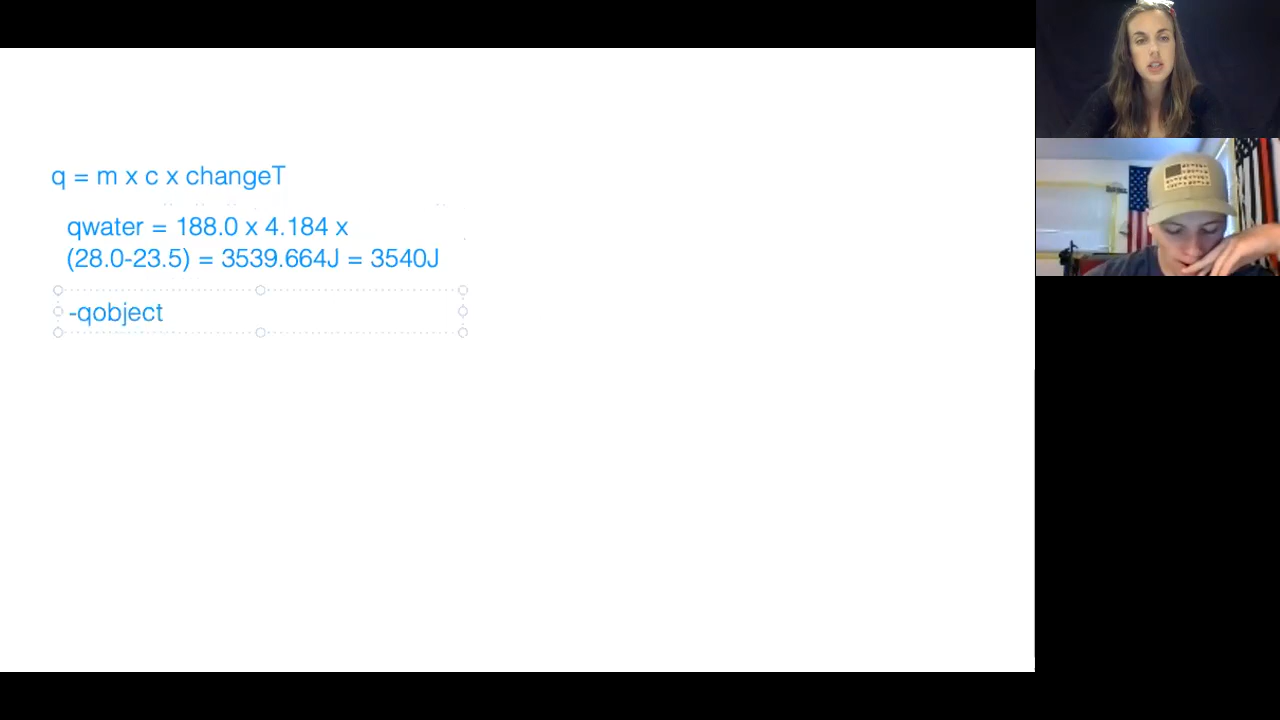 q = m x c x changeT
qwater = 188.0 x 4.184 x
(28.0-23.5) = 3539.664J = 3540J
-qobject